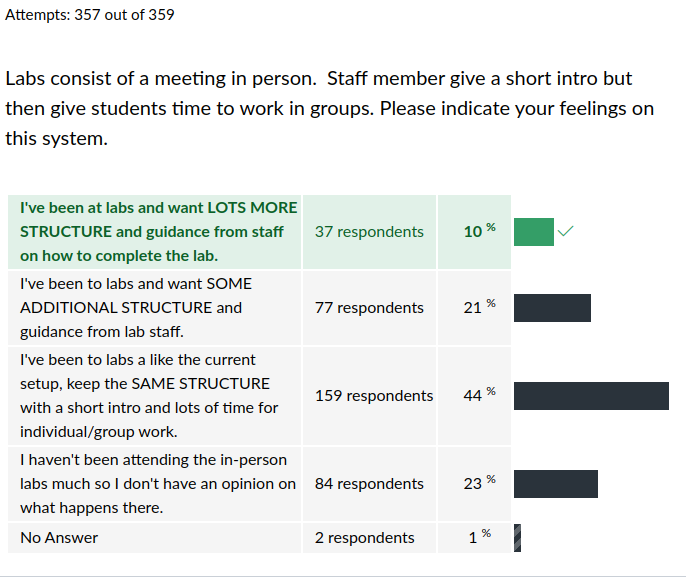 Attempts: 357 out of 359
Labs consist of a meeting in person.  Staff member give a short intro but
then give students time to work in groups. Please indicate your feelings on
this system.
I've been at labs and want LOTS MORE
STRUCTURE and guidance from staff
on how to complete the lab.
37 respondents
10 %
I've been to labs and want SOME
ADDITIONAL STRUCTURE and
guidance from lab staff.
77 respondents
21 %
I've been to labs a like the current
setup, keep the SAME STRUCTURE
with a short intro and lots of time for
individual/group work.
159 respondents
44 %
I haven't been attending the in-person
labs much so I don't have an opinion on
what happens there.
84 respondents
23 %
No Answer
2 respondents
1 %